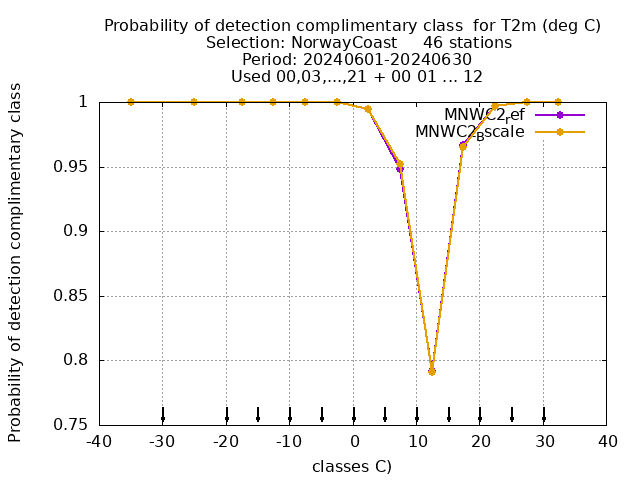 Probability of detection complimentary class  for T2m (deg C)
Selection: NorwayCoast     46 stations
Period: 20240601-20240630
Used 00,03,...,21 + 00 01 ... 12
Probability of detection complimentary class
1
0.95
0.9
0.85
0.8
0.75
MNWC2ref
MNWC2Bscale
-40 -30 -20 -10 0 10 20 30 40
classes C)